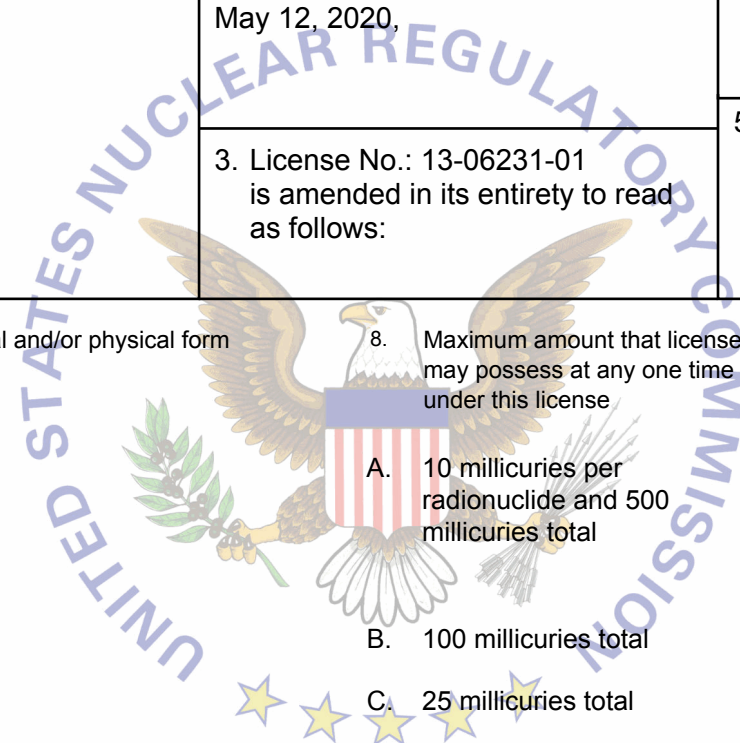 May 12, 2020,
5
3. License No.: 13-06231-01
is amended in its entirety to read
as follows:
l and/or physical form
8. Maximum amount that license
may possess at any one time
under this license
A. 10 millicuries per
radionuclide and 500
millicuries total
B. 100 millicuries total
C. 25 millicuries total
UNITED STATES NUCLEAR REGULATORY COMMISSION